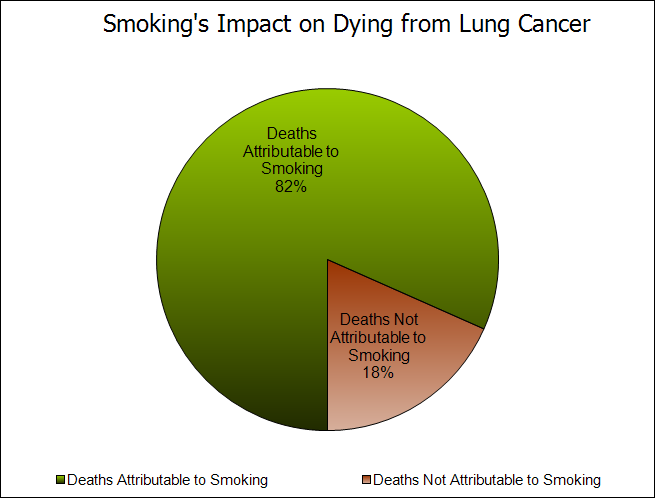 Smoking's Impact on Dying from Lung Cancer
Deaths
Attributable to
Smoking
82%
Deaths Not
Attributable to
Smoking
18%
Deaths Attributable to Smoking
Deaths Not Attributable to Smoking